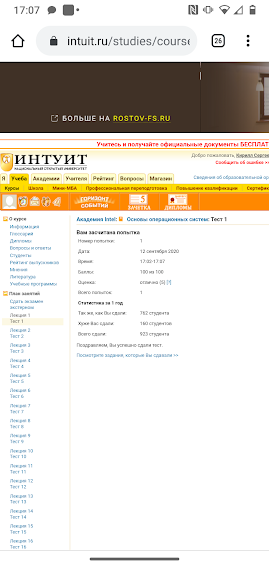 17:07
intuit.ru/studies/course
26
БОЛЬШЕ НА ROSTOV-FS.RU
Учитесь и получайте официальные документы БЕСПЛАТ
ИНТУИТ
НАЦИОНАЛЬНЫЙ ОТКРЫТЫЙ УНИВЕРСИТЕТ
Добро пожаловать, Кирилл Серге
Сообщить об ошибке
Сведения об образовательной ор
Я Учеба Академии Учителя Рейтинг Вопросы Магазин
Курсы Школа Мини-МБА Профессиональная переподготовка Повышение квалификации Сертифик
ГОРИЗОНТ СОБЫТИЙ
ЗАЧЕТКА
ДИПЛОМЫ
О курсе
Информация
Глоссарий
Дипломы
Вопросы и ответы
Студенты
Рейтинг выпускников
Мнения
Литература
Учебные программы
План занятий
Сдать экзамен экстерном
Лекция 1
Тест 1
Лекция 2
Тест 2
Лекция 3
Тест 3
Лекция 4
Тест 4
Лекция 5
Тест 5
Лекция 6
Тест 6
Лекция 7
Тест 7
Лекция 8
Тест 8
Лекция 9
Тест 9
Лекция 10
Тест 10
Лекция 11
Тест 11
Лекция 12
Тест 12
Лекция 13
Тест 13
Лекция 14
Тест 14
Лекция 15
Тест 15
Лекция 16
Тест 16
Академия Intel: Основы операционных систем: Тест 1
Вам засчитана попытка
Номер попытки: 1
Дата: 12 сентября 2020
Время: 17:02-17:07
Баллы: 100 из 100
Оценка: отлично (5) [?]
Всего попыток: 1
Статистика за 1 год
Так же, как Вы сдали: 762 студента
Хуже Вас сдали: 160 студентов
Всего сдали: 923 студента
Поздравляем, Вы успешно сдали тест.
Посмотреть задания, которые Вы сдавали >>